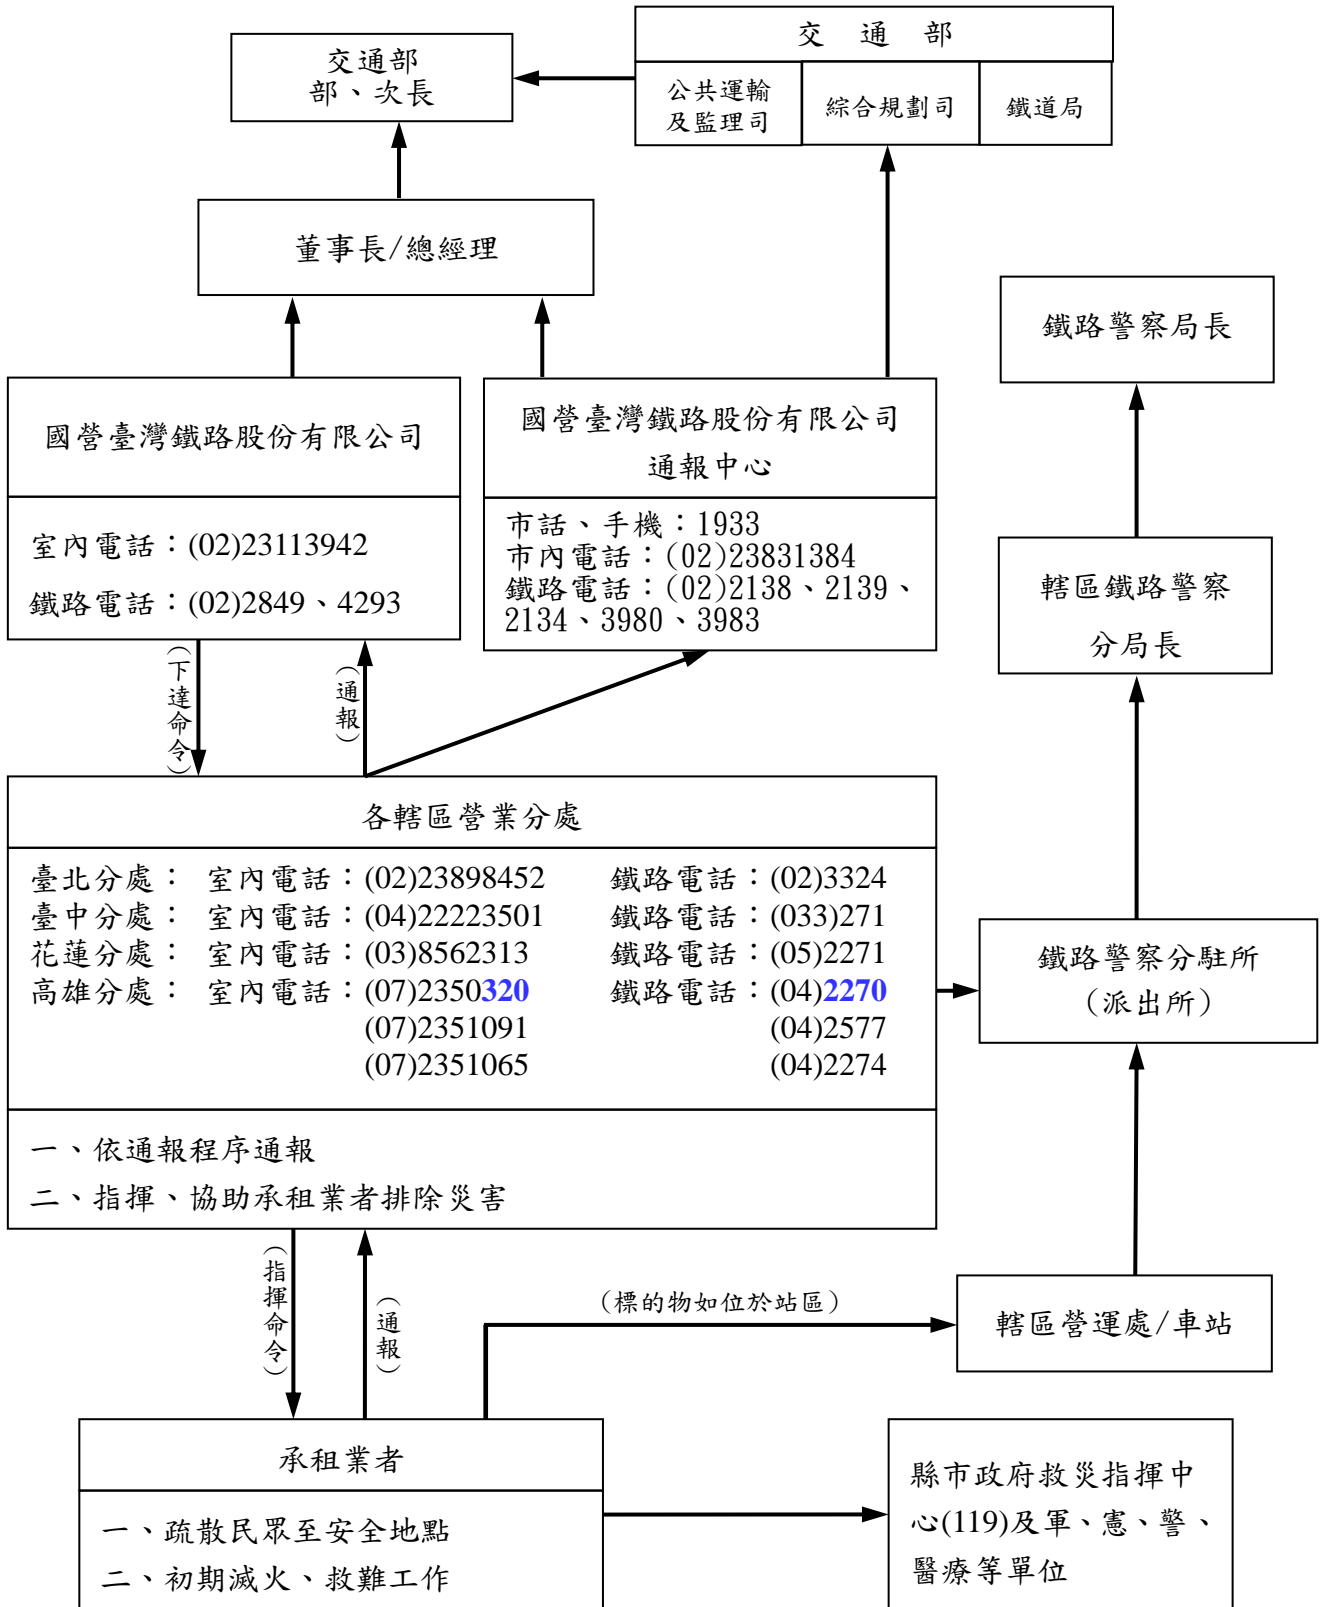 交通部
交通部
部、次長
公共運輸
及監理司
綜合規劃司
鐵道局
董事長/總經理
鐵路警察局長
國營臺灣鐵路股份有限公司
室內電話：(02)23113942
鐵路電話：(02)2849、4293
國營臺灣鐵路股份有限公司
通報中心
市話、手機：1933
市內電話：(02)23831384
鐵路電話：(02)2138、2139、
2134、3980、3983
轄區鐵路警察
分局長
(下達命令)
(通報)
各轄區營業分處
臺北分處： 室內電話：(02)23898452 鐵路電話：(02)3324
臺中分處： 室內電話：(04)22223501 鐵路電話：(033)271
花蓮分處： 室內電話：(03)8562313 鐵路電話：(05)2271
高雄分處： 室內電話：(07)2350320 鐵路電話：(04)2270
(07)2351091 (04)2577
(07)2351065 (04)2274
一、依通報程序通報
二、指揮、協助承租業者排除災害
鐵路警察分駐所
(派出所)
(指揮命令)
(通報)
(標的物如位於站區)
轄區營運處/車站
承租業者
一、疏散民眾至安全地點
二、初期滅火、救難工作
縣市政府救災指揮中
心(119)及軍、憲、警、
醫療等單位